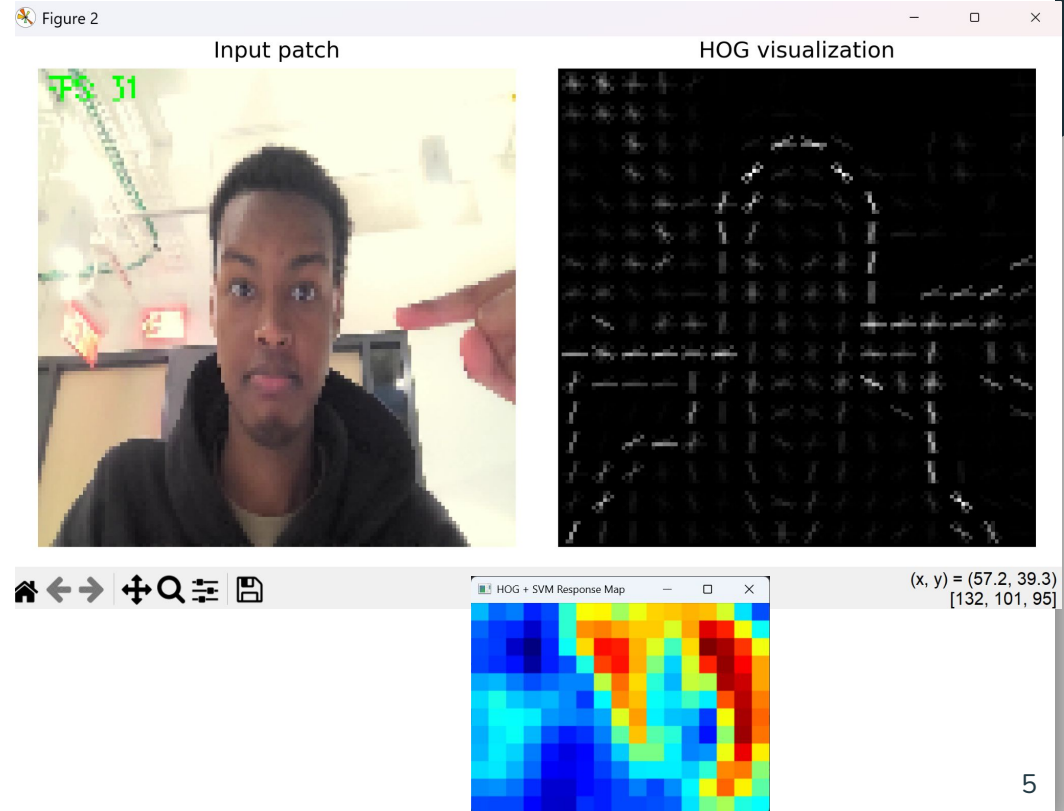 Figure 2
Input patch
HOG visualization
FPS: 31
(x, y) = (57.2, 39.3)
[132, 101, 95]
HOG + SVM Response Map
5